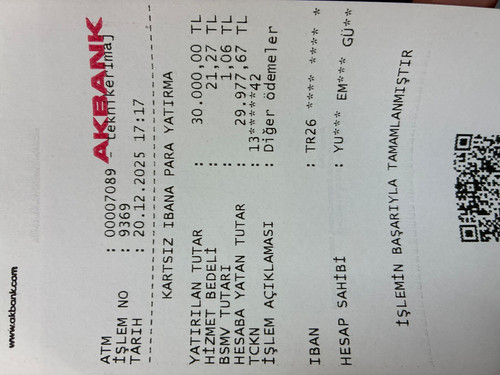 www.akbank.com
AKBANK
ATM : 00007089 - Teknikerimaj
İŞLEM NO : 9369
TARİH : 20.12.2025 17:17
KARTSIZ IBANA PARA YATIRMA
YATIRILAN TUTAR : 30.000,00 TL
HİZMET BEDELİ : 21,27 TL
BSMV TUTARI : 1,06 TL
HESABA YATAN TUTAR : 29.977,67 TL
TCKN : 13*******42
İŞLEM AÇIKLAMASI : Diğer ödemeler
IBAN : TR26 **** **** *
HESAP SAHİBİ : YU*** EM*** GÜ**
İŞLEMİN BAŞARIYLA TAMAMLANMIŞTIR